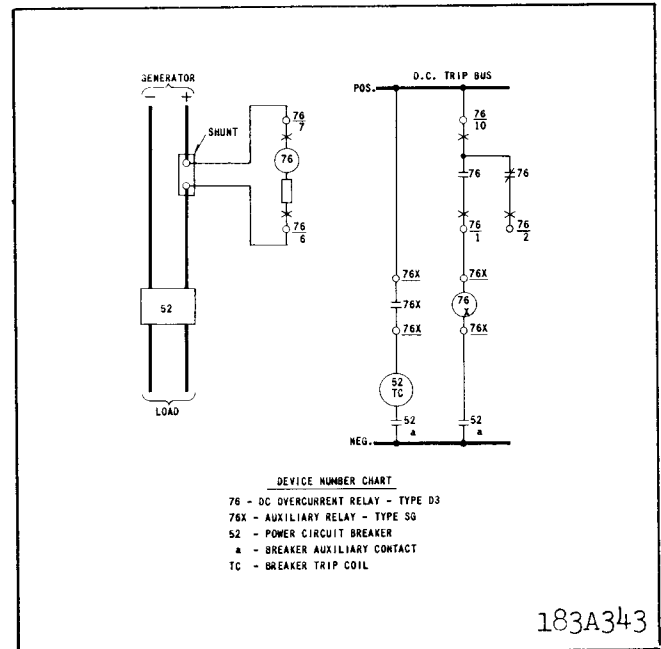 GENERATOR
- +
SHUNT
76
7
76
76
6
52
LOAD
D.C. TRIP BUS
POS.
76
10
76
76
76
1
76
2
76X
76X
76X
76X
76
X
76X
52
TC
52
a
52
a
NEG.
DEVICE NUMBER CHART
76 - DC OVERCURRENT RELAY - TYPE D3
76X - AUXILIARY RELAY - TYPE SG
52 - POWER CIRCUIT BREAKER
a - BREAKER AUXILIARY CONTACT
TC - BREAKER TRIP COIL
183A343